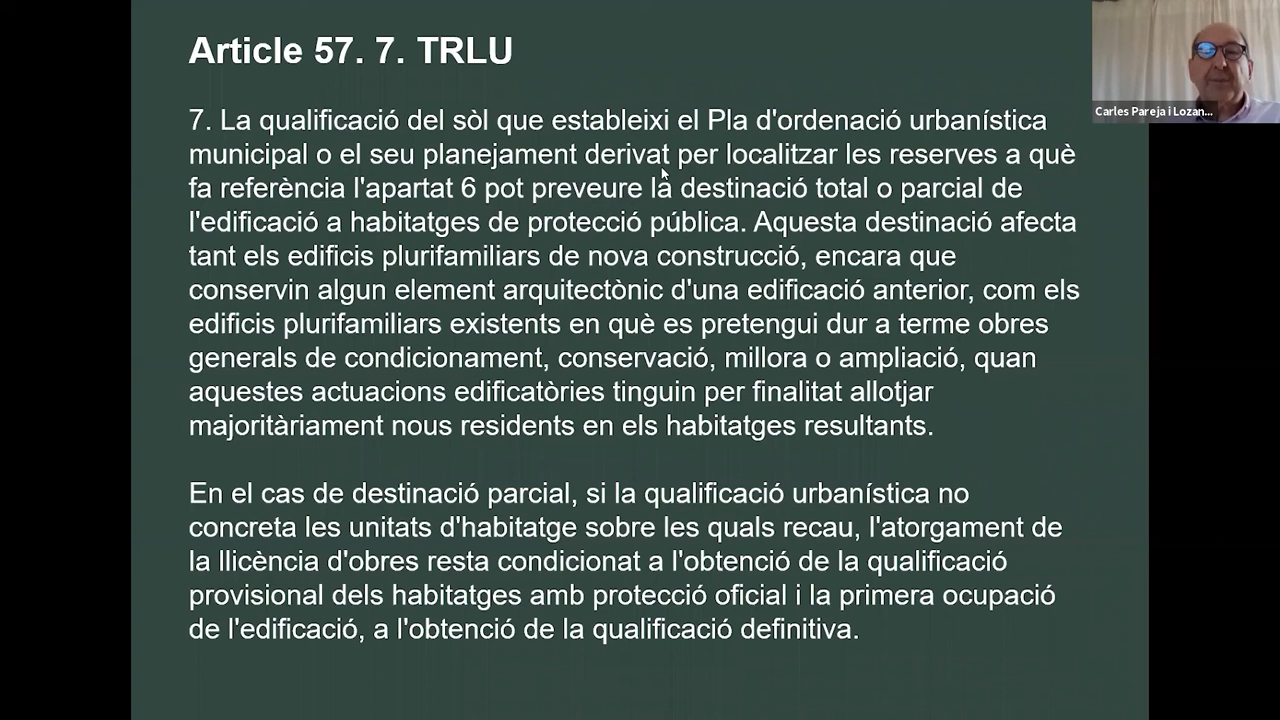 Article 57. 7. TRLU
7. La qualificació del sòl que estableixi el Pla d'ordenació urbanística
municipal o el seu planejament derivat per localitzar les reserves a què
fa referència l'apartat 6 pot preveure la destinació total o parcial de
l'edificació a habitatges de protecció pública. Aquesta destinació afecta
tant els edificis plurifamiliars de nova construcció, encara que
conservin algun element arquitectònic d'una edificació anterior, com els
edificis plurifamiliars existents en què es pretengui dur a terme obres
generals de condicionament, conservació, millora o ampliació, quan
aquestes actuacions edificatòries tinguin per finalitat allotjar
majoritàriament nous residents en els habitatges resultants.
En el cas de destinació parcial, si la qualificació urbanística no
concreta les unitats d'habitatge sobre les quals recau, l'atorgament de
la llicència d'obres resta condicionat a l'obtenció de la qualificació
provisional dels habitatges amb protecció oficial i la primera ocupació
de l'edificació, a l'obtenció de la qualificació definitiva.
Carles Pareja i Lozan...